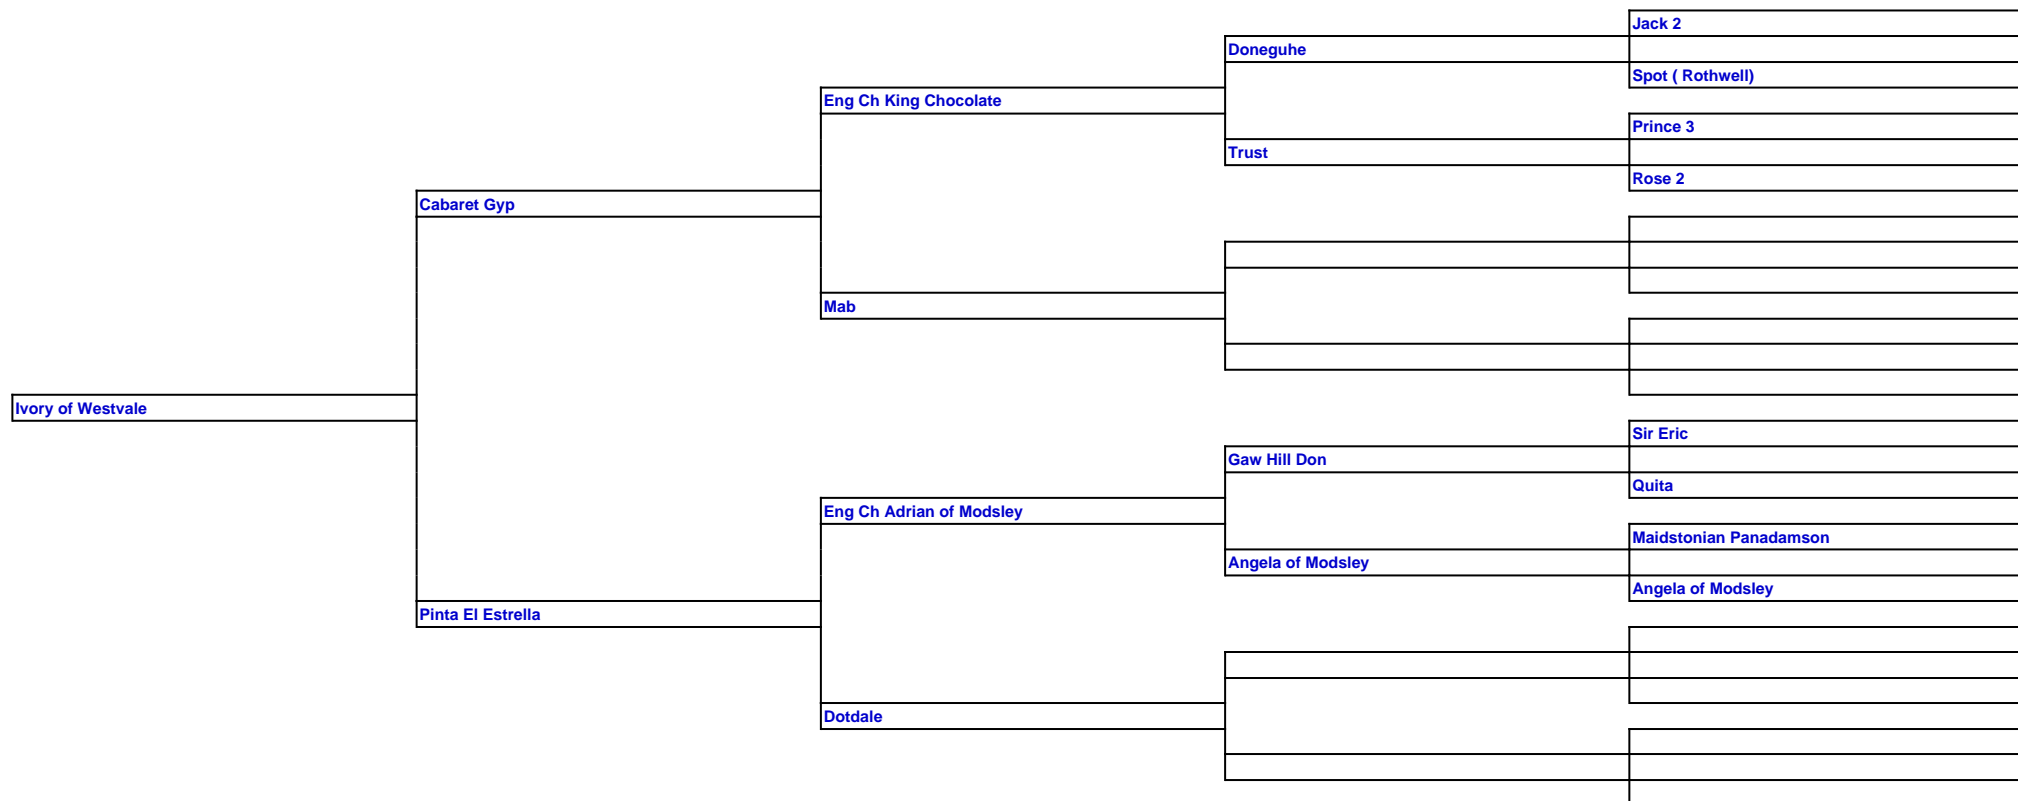 Jack 2
Doneguhe
Spot ( Rothwell)
Eng Ch King Chocolate
Prince 3
Trust
Rose 2
Cabaret Gyp
Mab
Ivory of Westvale
Sir Eric
Gaw Hill Don
Quita
Eng Ch Adrian of Modsley
Maidstonian Panadamson
Angela of Modsley
Angela of Modsley
Pinta El Estrella
Dotdale